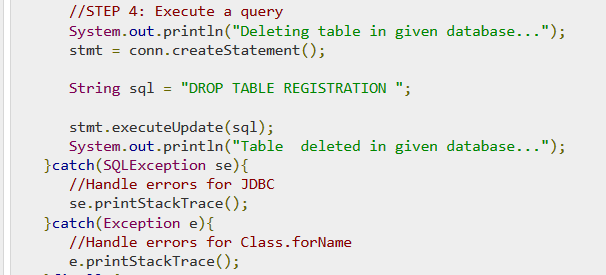 //STEP 4: Execute a query
System.out.println("Deleting table in given database...");
stmt = conn.createStatement();
String sql = "DROP TABLE REGISTRATION ";
stmt.executeUpdate(sql);
System.out.println("Table  deleted in given database...");
}catch(SQLException se){
//Handle errors for JDBC
se.printStackTrace();
}catch(Exception e){
//Handle errors for Class.forName
e.printStackTrace();